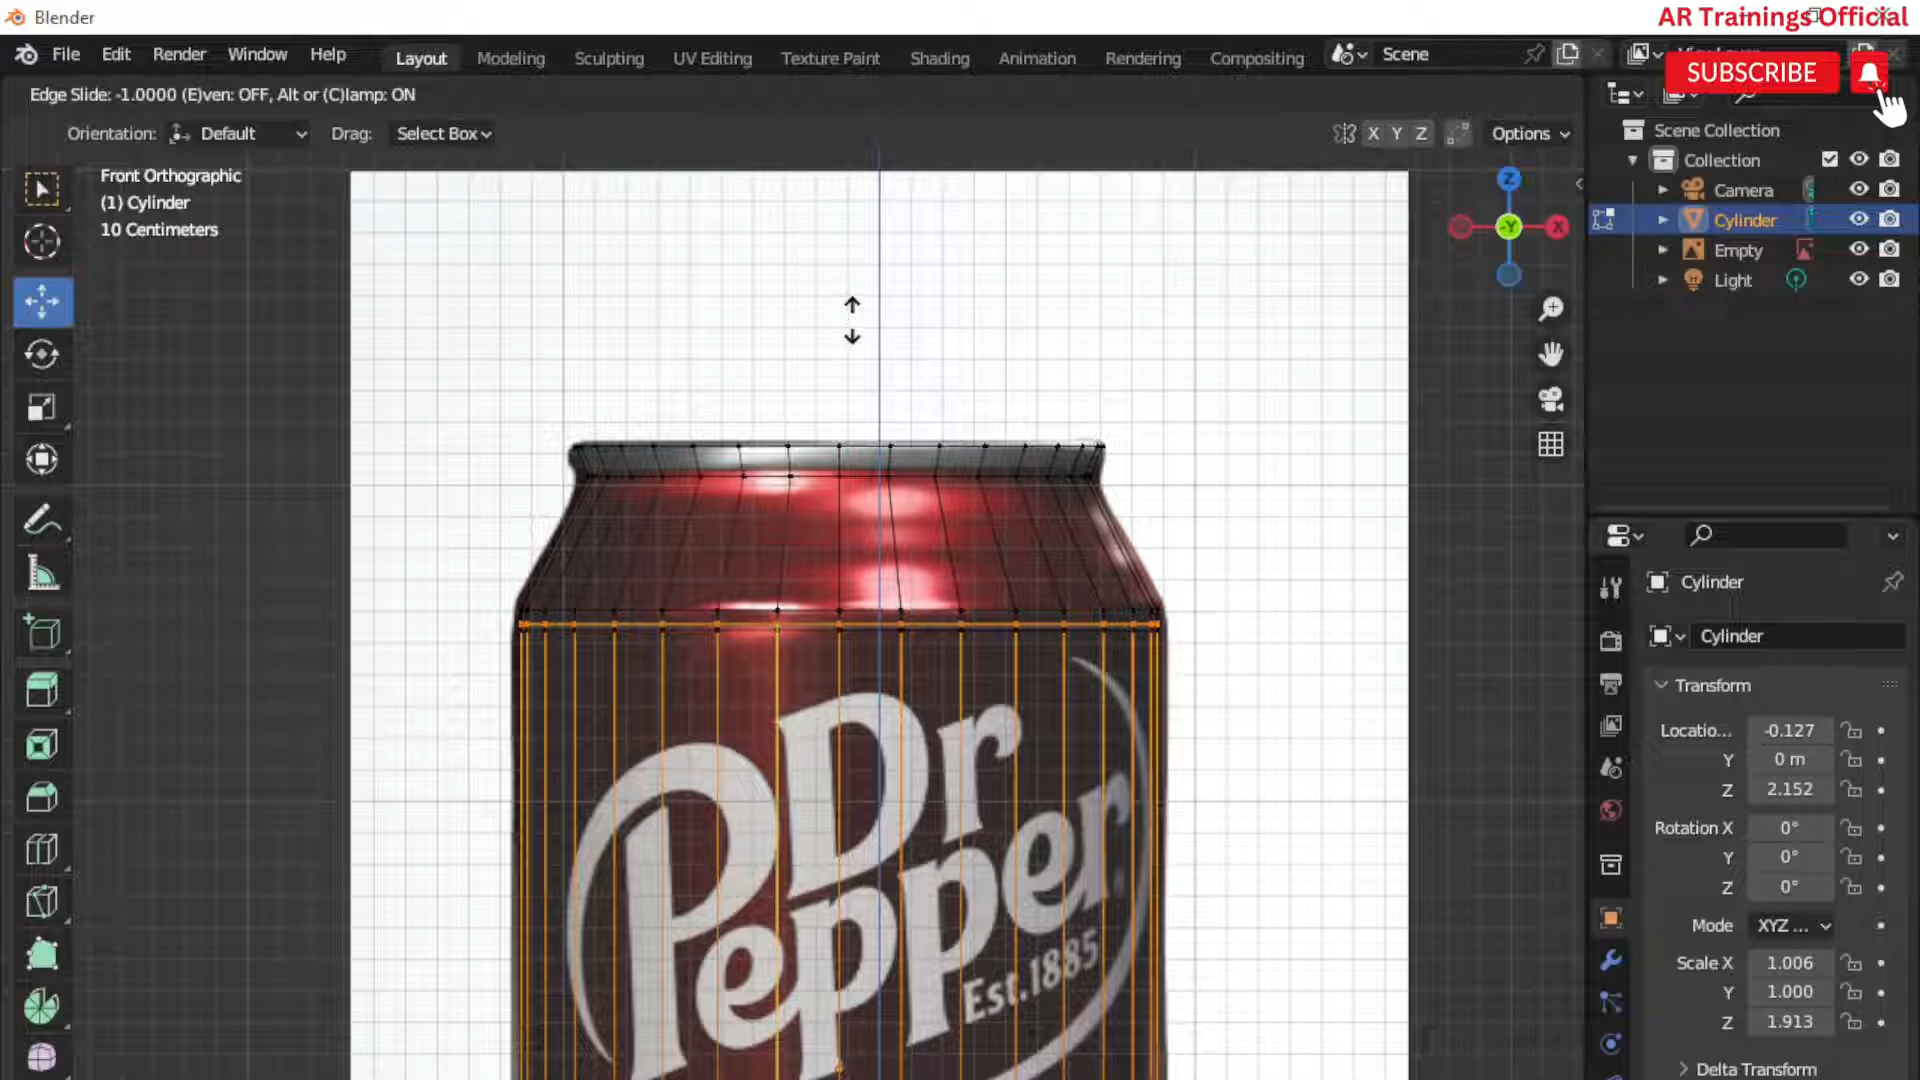 Blender
AR Trainings Official
File Edit Render Window Help Layout Modeling Sculpting UV Editing Texture Paint Animation Shading Rendering Compositing Scene
SUBSCRIBE
Edge Slide: -1.0000 (E)ven: OFF, Alt or (C)lamp: ON
Orientation: Default Drag: Select Box X Y Z Options
Scene Collection
Collection
Camera
Cylinder
Empty
Light
Front Orthographic
(1) Cylinder
10 Centimeters
Z
-Y X
Dr
Pepper
Est.1885
Cylinder
Cylinder
Transform
Locatio... -0.127
Y 0 m
Z 2.152
Rotation X 0°
Y 0°
Z 0°
Mode XYZ ...
Scale X 1.006
Y 1.000
Z 1.913
Delta Transform